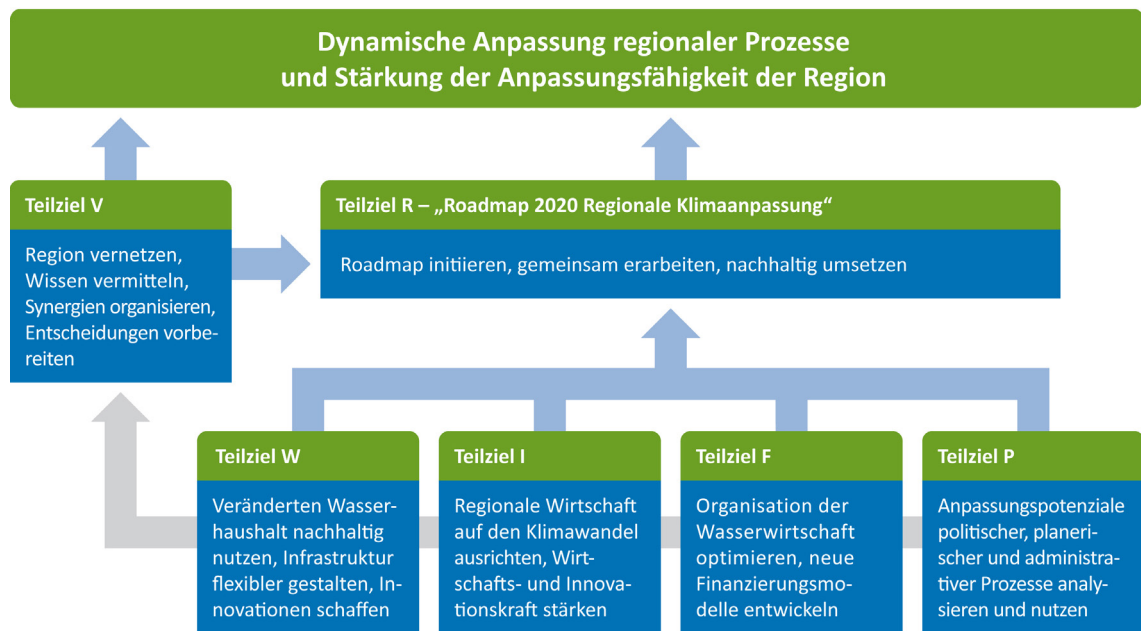 Dynamische Anpassung regionaler Prozesse
und Stärkung der Anpassungsfähigkeit der Region
Teilziel V
Region vernetzen,
Wissen vermitteln,
Synergien organisieren,
Entscheidungen vorbe-
reiten
Teilziel R – „Roadmap 2020 Regionale Klimaanpassung“
Roadmap initiieren, gemeinsam erarbeiten, nachhaltig umsetzen
Teilziel W
Veränderten Wasser-
haushalt nachhaltig
nutzen, Infrastruktur
flexibler gestalten, In-
novationen schaffen
Teilziel I
Regionale Wirtschaft
auf den Klimawandel
ausrichten, Wirt-
schafts- und Innova-
tionskraft stärken
Teilziel F
Organisation der
Wasserwirtschaft
optimieren, neue
Finanzierungsmo-
delle entwickeln
Teilziel P
Anpassungspotenziale
politischer, planeri-
scher und administra-
tiver Prozesse analy-
sieren und nutzen